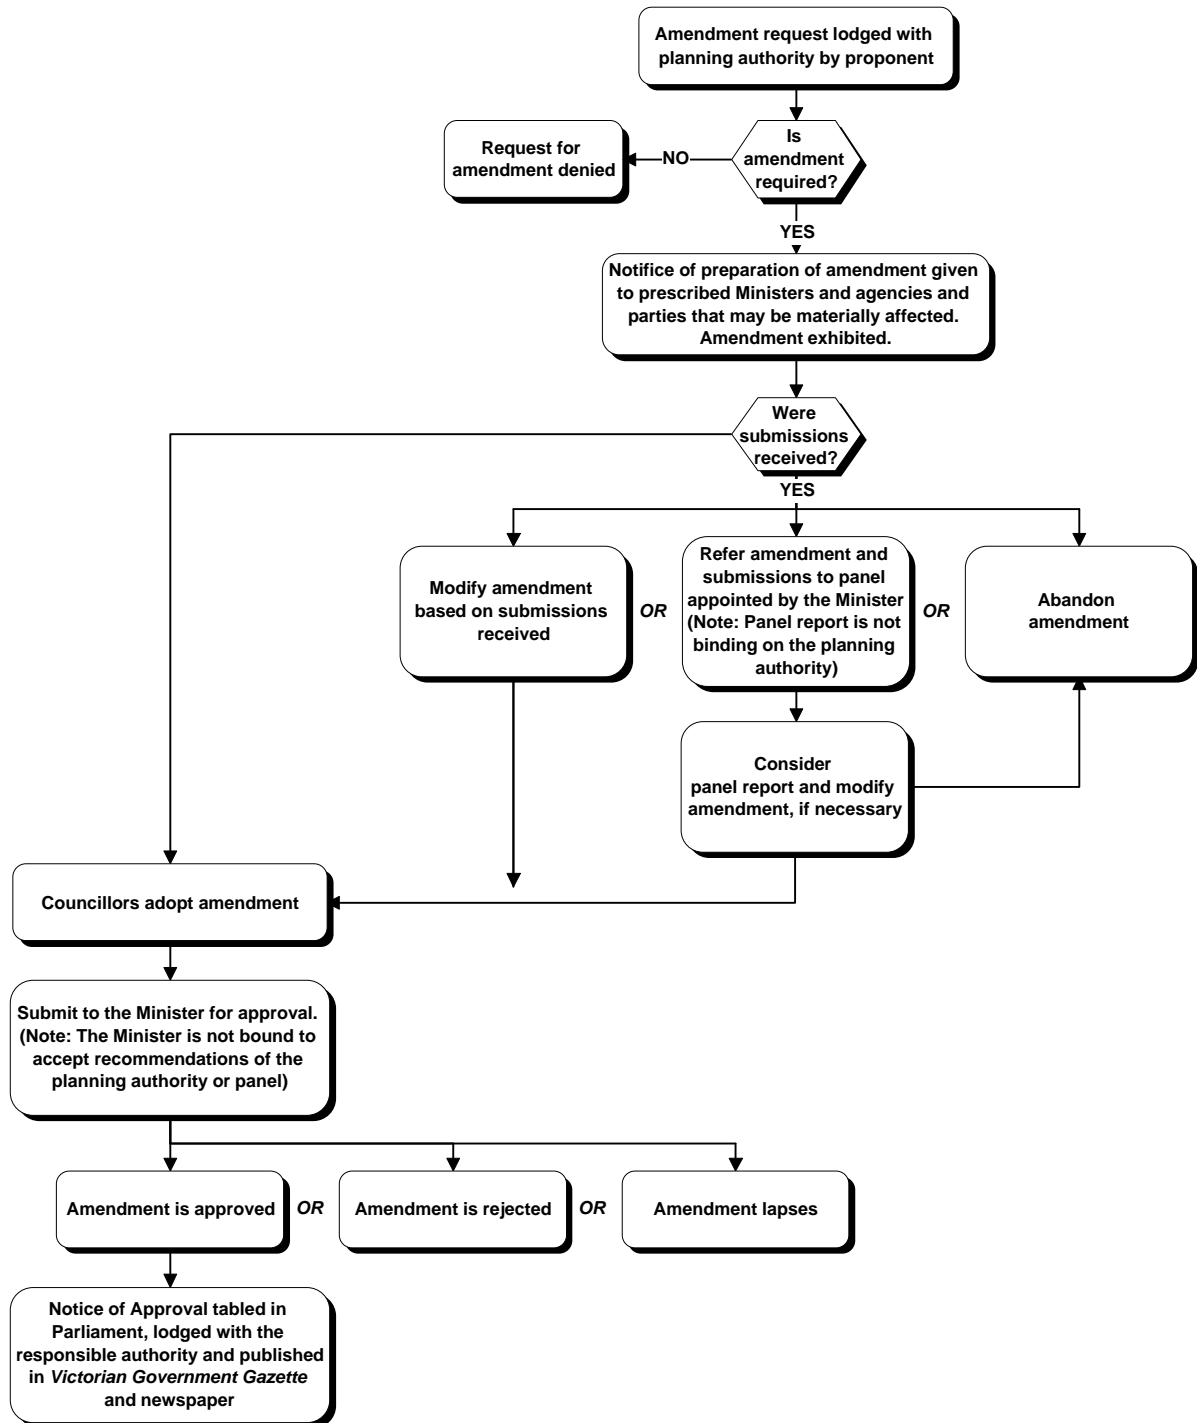 Amendment request lodged with
planning authority by proponent
Is
amendment
required?
NO
Request for
amendment denied
YES
Notifice of preparation of amendment given
to prescribed Ministers and agencies and
parties that may be materially affected.
Amendment exhibited.
Were
submissions
received?
YES
Modify amendment
based on submissions
received
OR
Refer amendment and
submissions to panel
appointed by the Minister
(Note: Panel report is not
binding on the planning
authority)
OR
Abandon
amendment
Consider
panel report and modify
amendment, if necessary
Councillors adopt amendment
Submit to the Minister for approval.
(Note: The Minister is not bound to
accept recommendations of the
planning authority or panel)
Amendment is approved
OR
Amendment is rejected
OR
Amendment lapses
Notice of Approval tabled in
Parliament, lodged with the
responsible authority and published
in Victorian Government Gazette
and newspaper